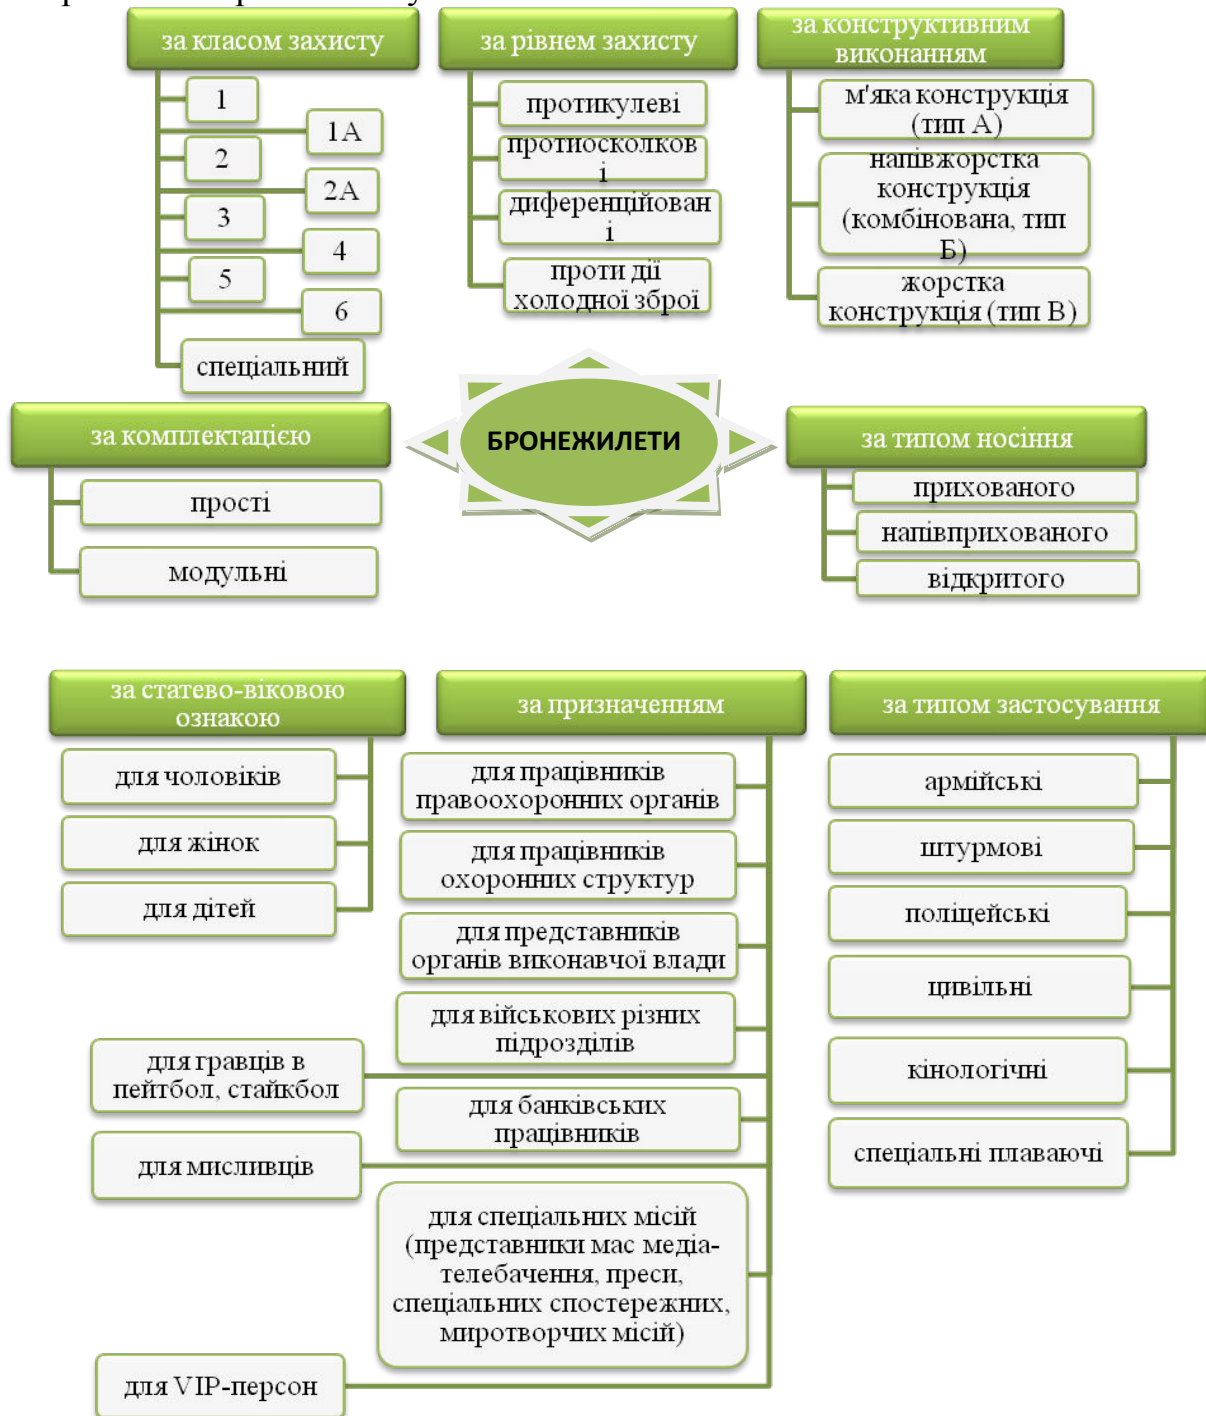 за класом захисту
1
1А
2
2А
3
4
5
6
спеціальний
за рівнем захисту
протикулеві
протиосколков
і
диференційован
і
проти дії
холодної зброї
за конструктивним
виконанням
м'яка конструкція
(тип А)
напівжорстка
конструкція
(комбінована, тип
Б)
жорстка
конструкція (тип В)
за комплектацією
прості
модульні
БРОНЕЖИЛЕТИ
за типом носіння
прихованого
напівприхованого
відкритого
за статево-віковою
ознакою
для чоловіків
для жінок
для дітей
за призначенням
для працівників
правоохоронних органів
для працівників
охоронних структур
для представників
органів виконавчої влади
для військових різних
підрозділів
для гравців в
пейтбол, стайкбол
для банківських
працівників
для мисливців
для спеціальних місій
(представники мас медіа-
телебачення, преси,
спеціальних спостережних,
миротворчих місій)
для VIP-персон
за типом застосування
армійські
штурмові
поліцейські
цивільні
кінологічні
спеціальні плаваючі